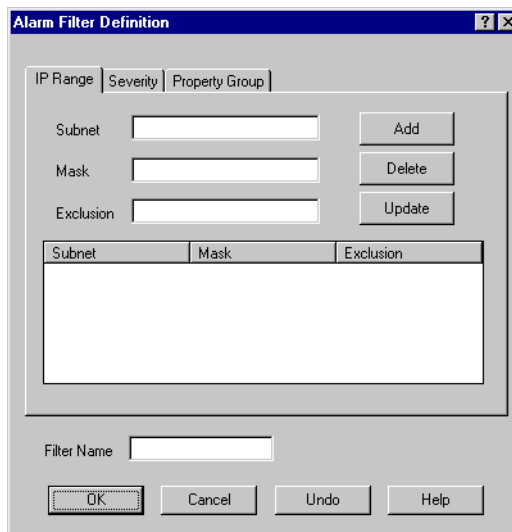 Alarm Filter Definition
IP Range Severity Property Group
Subnet Add
Mask Delete
Exclusion Update
Subnet Mask Exclusion
Filter Name
OK Cancel Undo Help